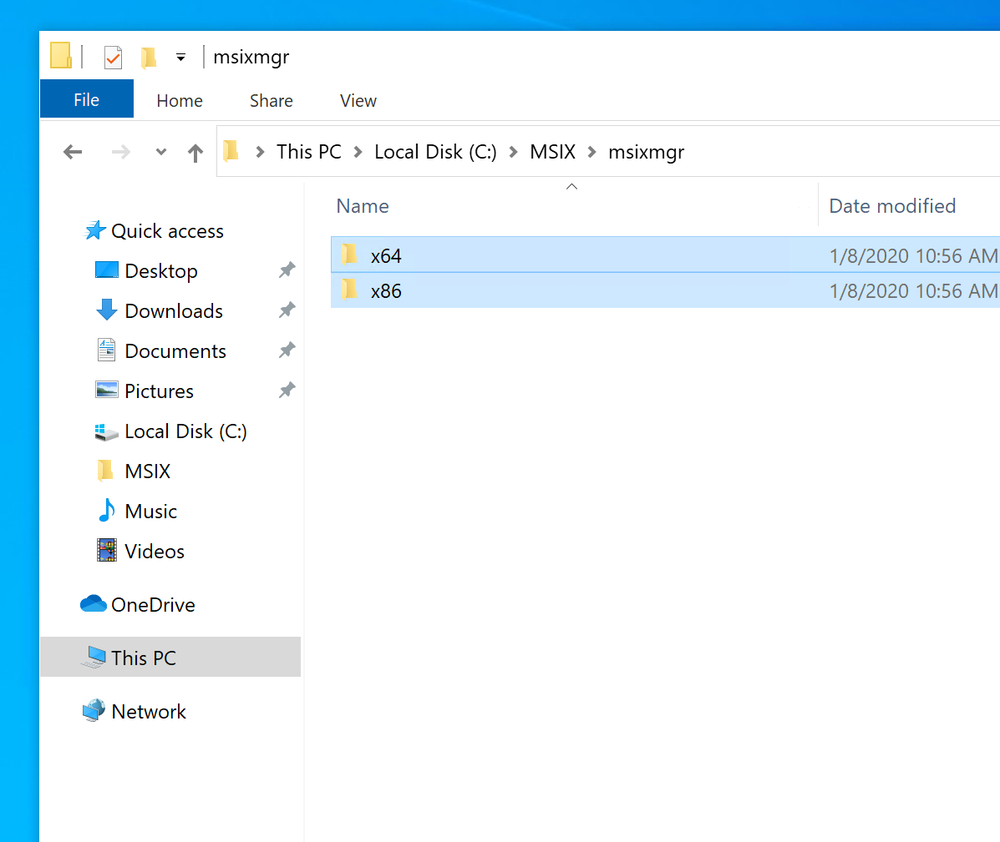 msixmgr
File Home Share View
This PC Local Disk (C:) MSIX msixmgr
Name Date modified
x64 1/8/2020 10:56 AM
x86 1/8/2020 10:56 AM
Quick access
Desktop
Downloads
Documents
Pictures
Local Disk (C:)
MSIX
Music
Videos
OneDrive
This PC
Network